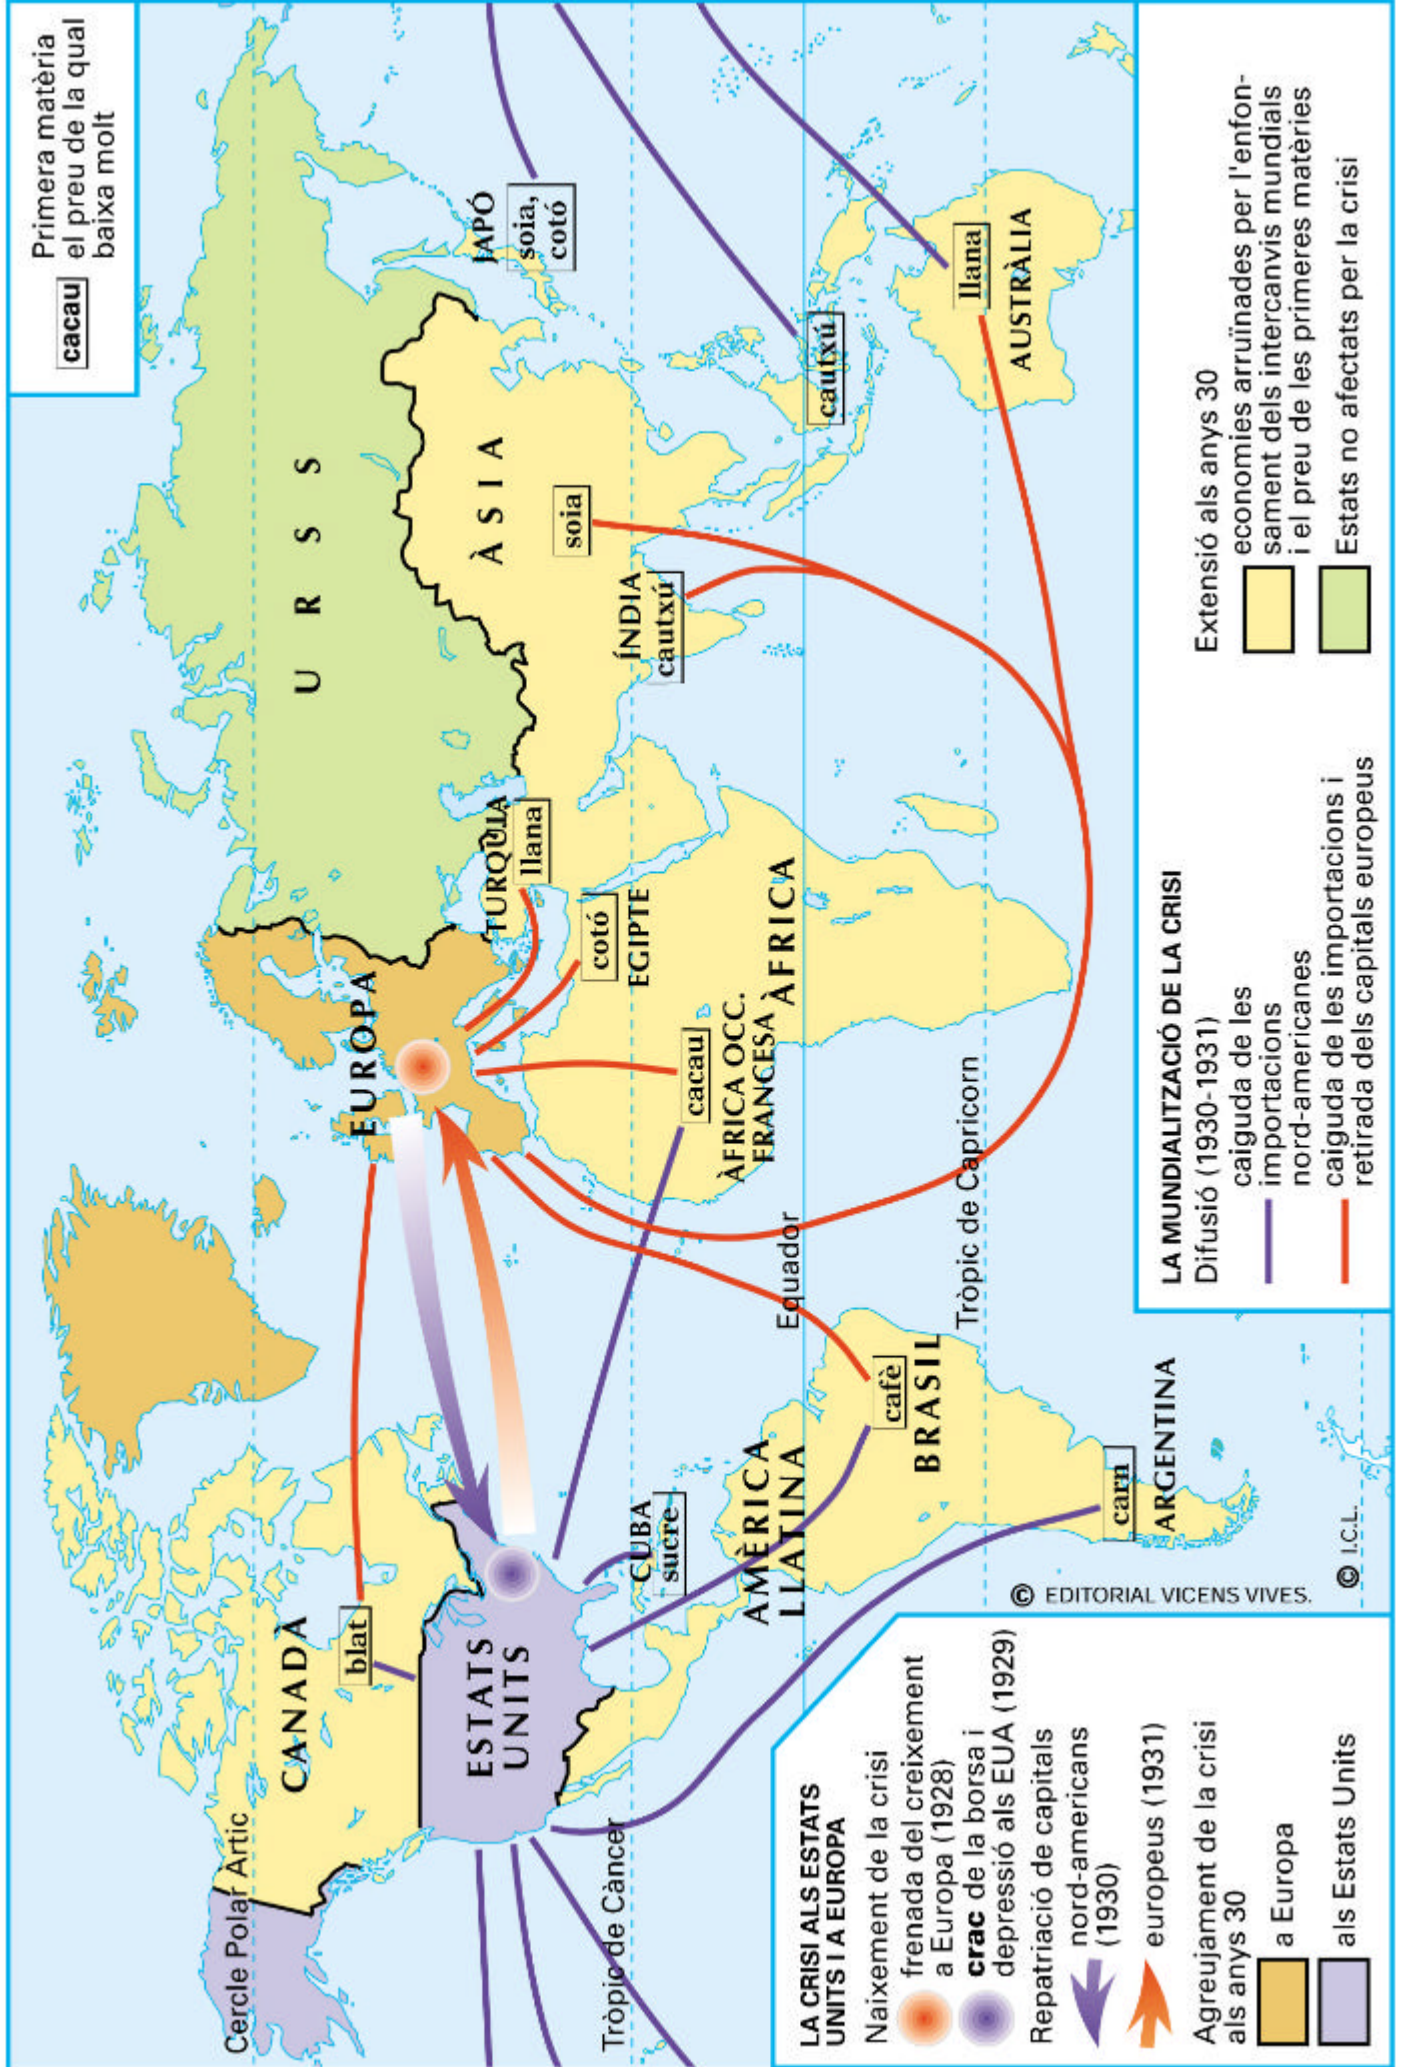 cacau
Primera matèria
el preu de la qual
baixa molt
Cercle Polar Artic
CANADÀ
blat
ESTATS
UNITS
Tròpic de Càncer
CUBA
sucre
AMÈRICA
LLATINA
cafè
BRASIL
carn
ARGENTINA
Equador
Tròpic de Capricorn
EUROPA
URSS
TURQUIA
llana
cotó
EGIPTE
cacau
ÀFRICA OCC.
FRANCESA
ÀFRICA
ÀSIA
soia
ÍNDIA
cautxú
JAPÓ
soia,
cotó
cautxú
llana
AUSTRÀLIA
© EDITORIAL VICENS VIVES.
© I.C.L.
LA CRISI ALS ESTATS
UNITS I A EUROPA
Naixement de la crisi
frenada del creixement
a Europa (1928)
crac de la borsa i
depressió als EUA (1929)
Repatriació de capitals
nord-americans
(1930)
europeus (1931)
Agreujament de la crisi
als anys 30
a Europa
als Estats Units
LA MUNDIALITZACIÓ DE LA CRISI
Difusió (1930-1931)
caiguda de les
importacions
nord-americanes
caiguda de les importacions i
retirada dels capitals europeus
Extensió als anys 30
economies arruïnades per l'enfon-
sament dels intercanvis mundials
i el preu de les primeres matèries
Estats no afectats per la crisi